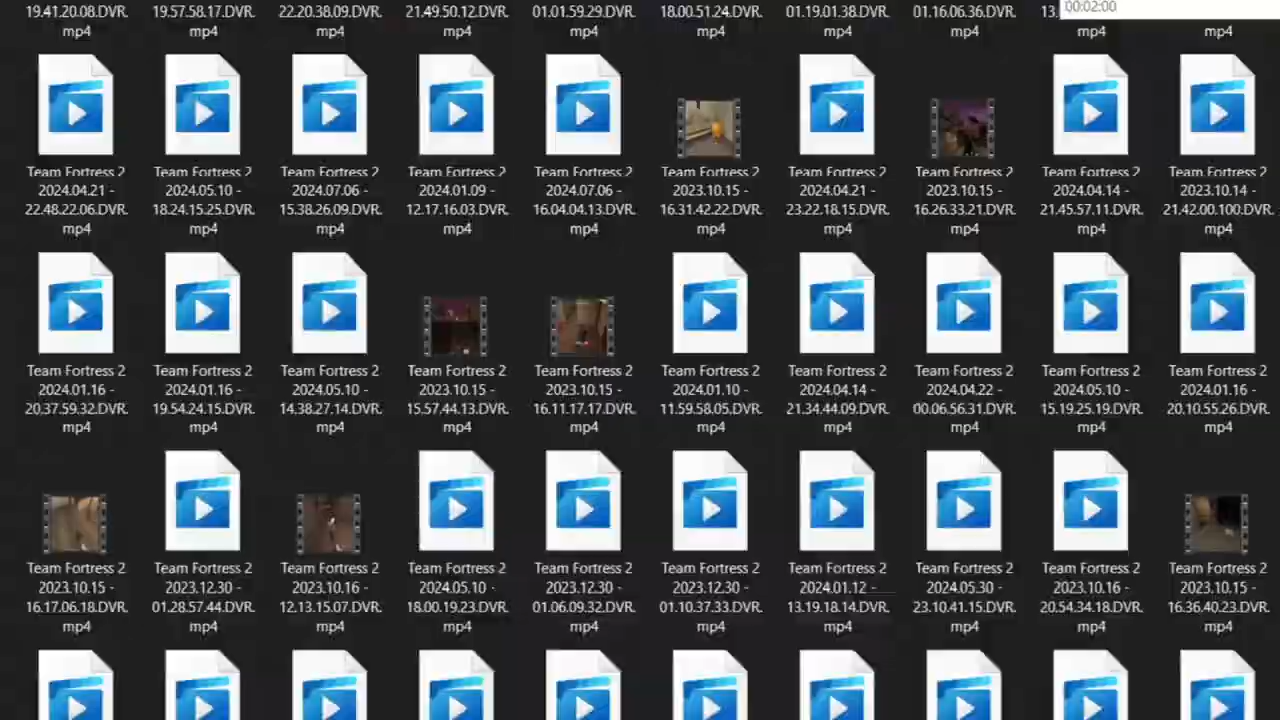 19.41.20.08.DVR. 19.57.58.17.DVR. 22.20.38.09.DVR. 21.49.50.12.DVR. 01.01.59.29.DVR. 18.00.51.24.DVR. 01.19.01.38.DVR. 01.16.06.36.DVR. 13. 00:02:00
mp4 mp4 mp4 mp4 mp4 mp4 mp4 mp4 mp4 mp4
Team Fortress 2 Team Fortress 2 Team Fortress 2 Team Fortress 2 Team Fortress 2 Team Fortress 2 Team Fortress 2 Team Fortress 2 Team Fortress 2 Team Fortress 2
2024.04.21 - 2024.05.10 - 2024.07.06 - 2024.01.09 - 2024.07.06 - 2023.10.15 - 2024.04.21 - 2023.10.15 - 2024.04.14 - 2023.10.14 -
22.48.22.06.DVR. 18.24.15.25.DVR. 15.38.26.09.DVR. 12.17.16.03.DVR. 16.04.04.13.DVR. 16.31.42.22.DVR. 23.22.18.15.DVR. 16.26.33.21.DVR. 21.45.57.11.DVR. 21.42.00.100.DVR.
mp4 mp4 mp4 mp4 mp4 mp4 mp4 mp4 mp4 mp4
Team Fortress 2 Team Fortress 2 Team Fortress 2 Team Fortress 2 Team Fortress 2 Team Fortress 2 Team Fortress 2 Team Fortress 2 Team Fortress 2 Team Fortress 2
2024.01.16 - 2024.01.16 - 2024.05.10 - 2023.10.15 - 2023.10.15 - 2024.01.10 - 2024.04.14 - 2024.04.22 - 2024.05.10 - 2024.01.16 -
20.37.59.32.DVR. 19.54.24.15.DVR. 14.38.27.14.DVR. 15.57.44.13.DVR. 16.11.17.17.DVR. 11.59.58.05.DVR. 21.34.44.09.DVR. 00.06.56.31.DVR. 15.19.25.19.DVR. 20.10.55.26.DVR.
mp4 mp4 mp4 mp4 mp4 mp4 mp4 mp4 mp4 mp4
Team Fortress 2 Team Fortress 2 Team Fortress 2 Team Fortress 2 Team Fortress 2 Team Fortress 2 Team Fortress 2 Team Fortress 2 Team Fortress 2 Team Fortress 2
2023.10.15 - 2023.12.30 - 2023.10.16 - 2024.05.10 - 2023.12.30 - 2023.12.30 - 2024.01.12 - 2024.05.30 - 2023.10.16 - 2023.10.15 -
16.17.06.18.DVR. 01.28.57.44.DVR. 12.13.15.07.DVR. 18.00.19.23.DVR. 01.06.09.32.DVR. 01.10.37.33.DVR. 13.19.18.14.DVR. 23.10.41.15.DVR. 20.54.34.18.DVR. 16.36.40.23.DVR.
mp4 mp4 mp4 mp4 mp4 mp4 mp4 mp4 mp4 mp4